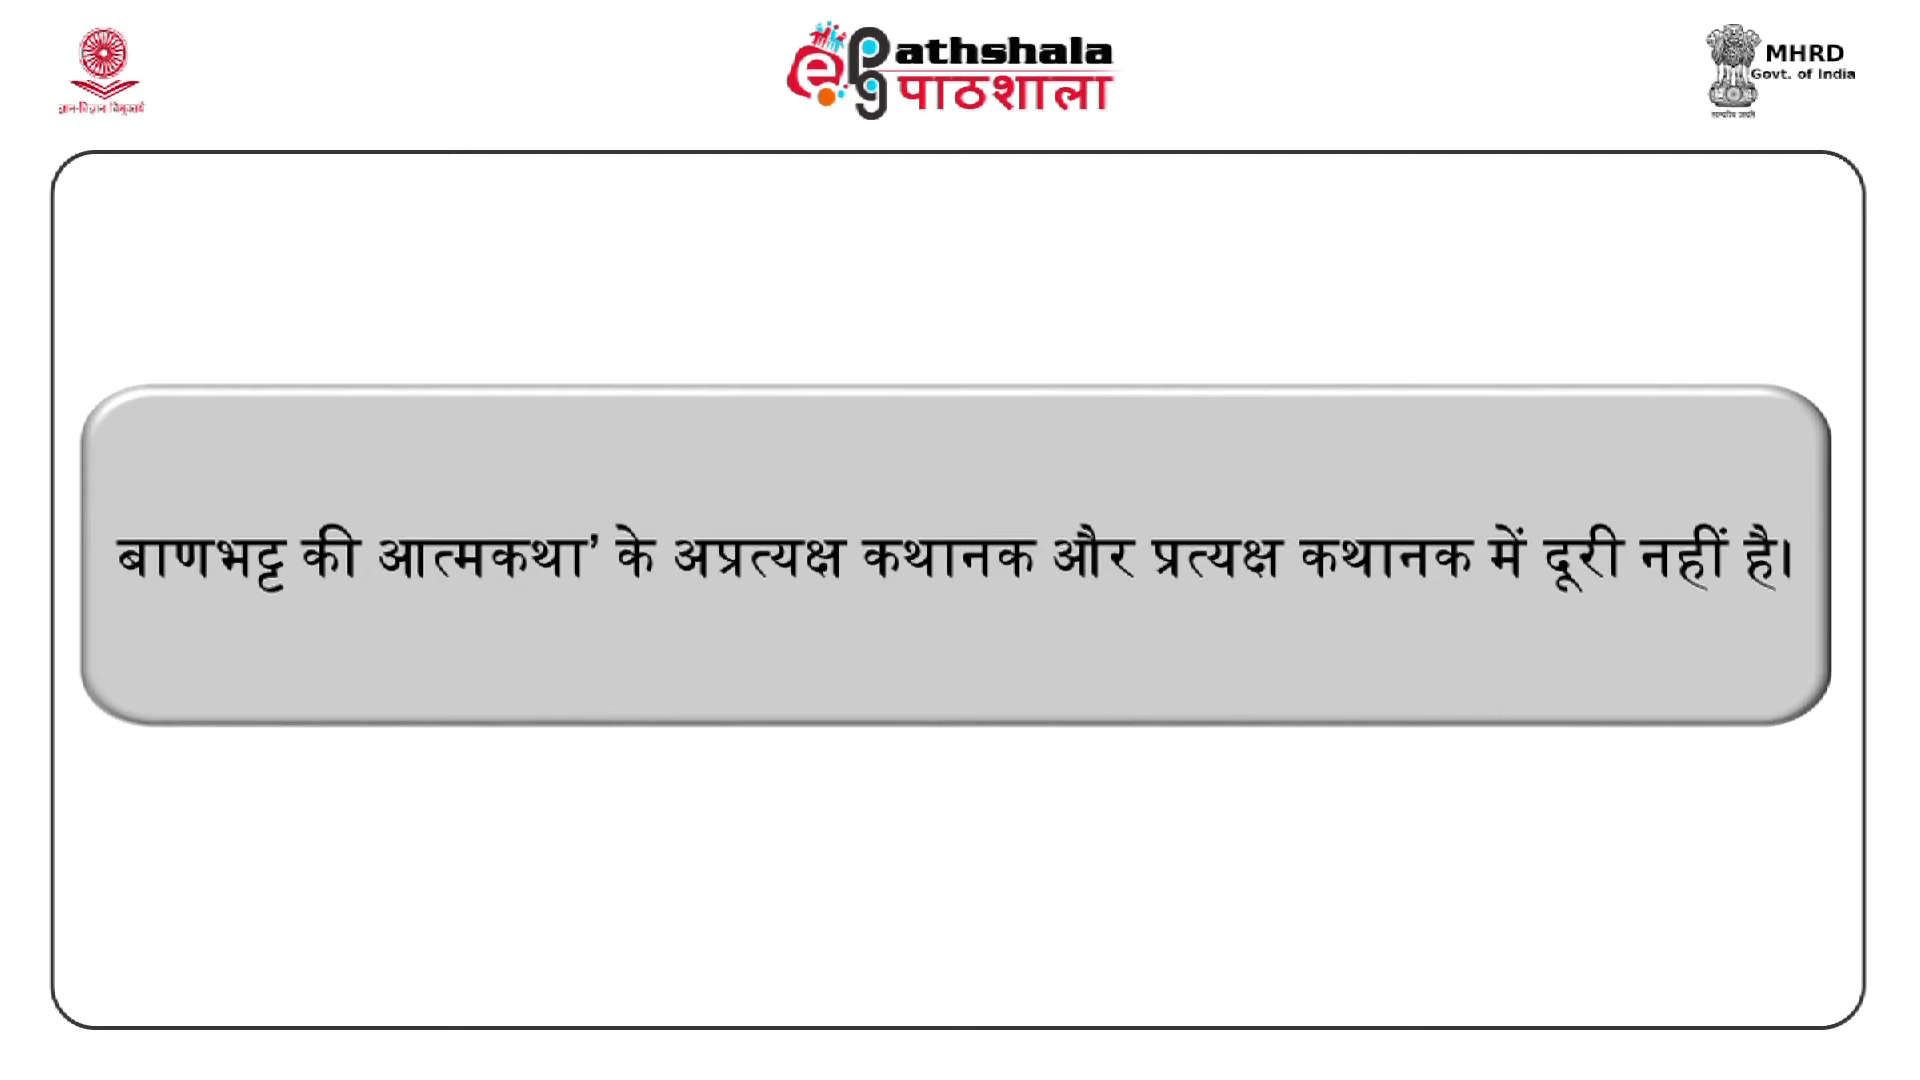 athshala
पाठशाला
MHRD
Govt. of India
बाणभट्ट की आत्मकथा’ के अप्रत्यक्ष कथानक और प्रत्यक्ष कथानक में दूरी नहीं है।